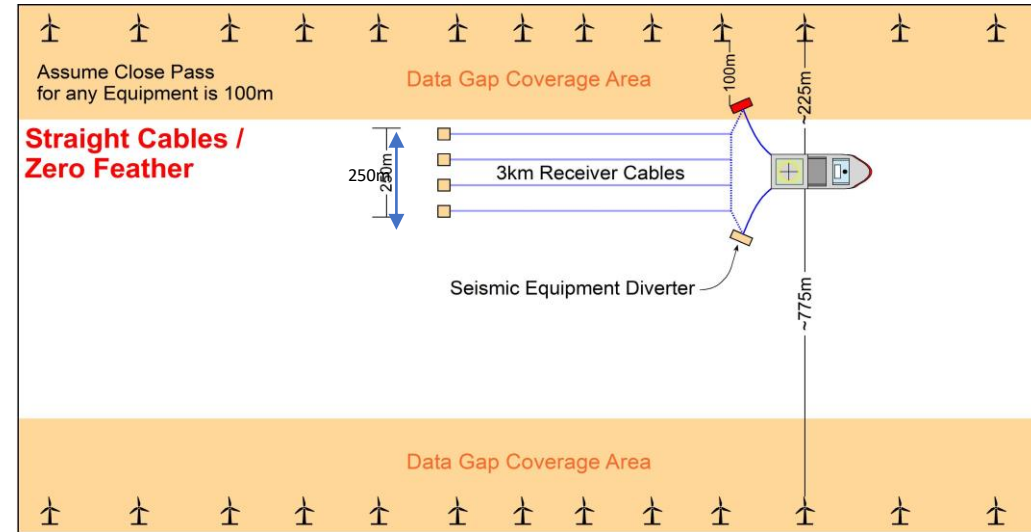 Assume Close Pass
for any Equipment is 100m
Data Gap Coverage Area
100m
~225m
Straight Cables /
Zero Feather
250m
250m
3km Receiver Cables
Seismic Equipment Diverter
~775m
Data Gap Coverage Area